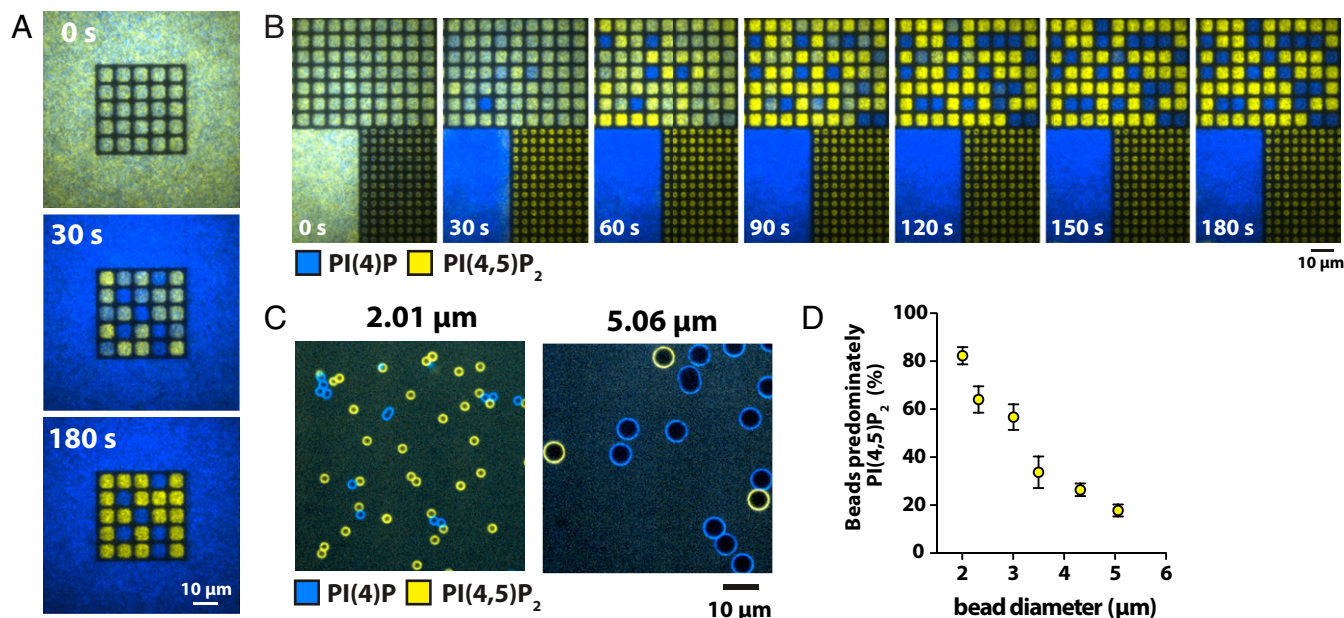 A
0 s
30 s
180 s
10 µm
B
0 s
30 s
60 s
90 s
120 s
150 s
180 s
10 µm
PI(4)P PI(4,5)P2
C
2.01 µm 5.06 µm
PI(4)P PI(4,5)P2
10 µm
D
Beads predominately
PI(4,5)P2 (%)
100
80
60
40
20
0
2 3 4 5 6
bead diameter (µm)